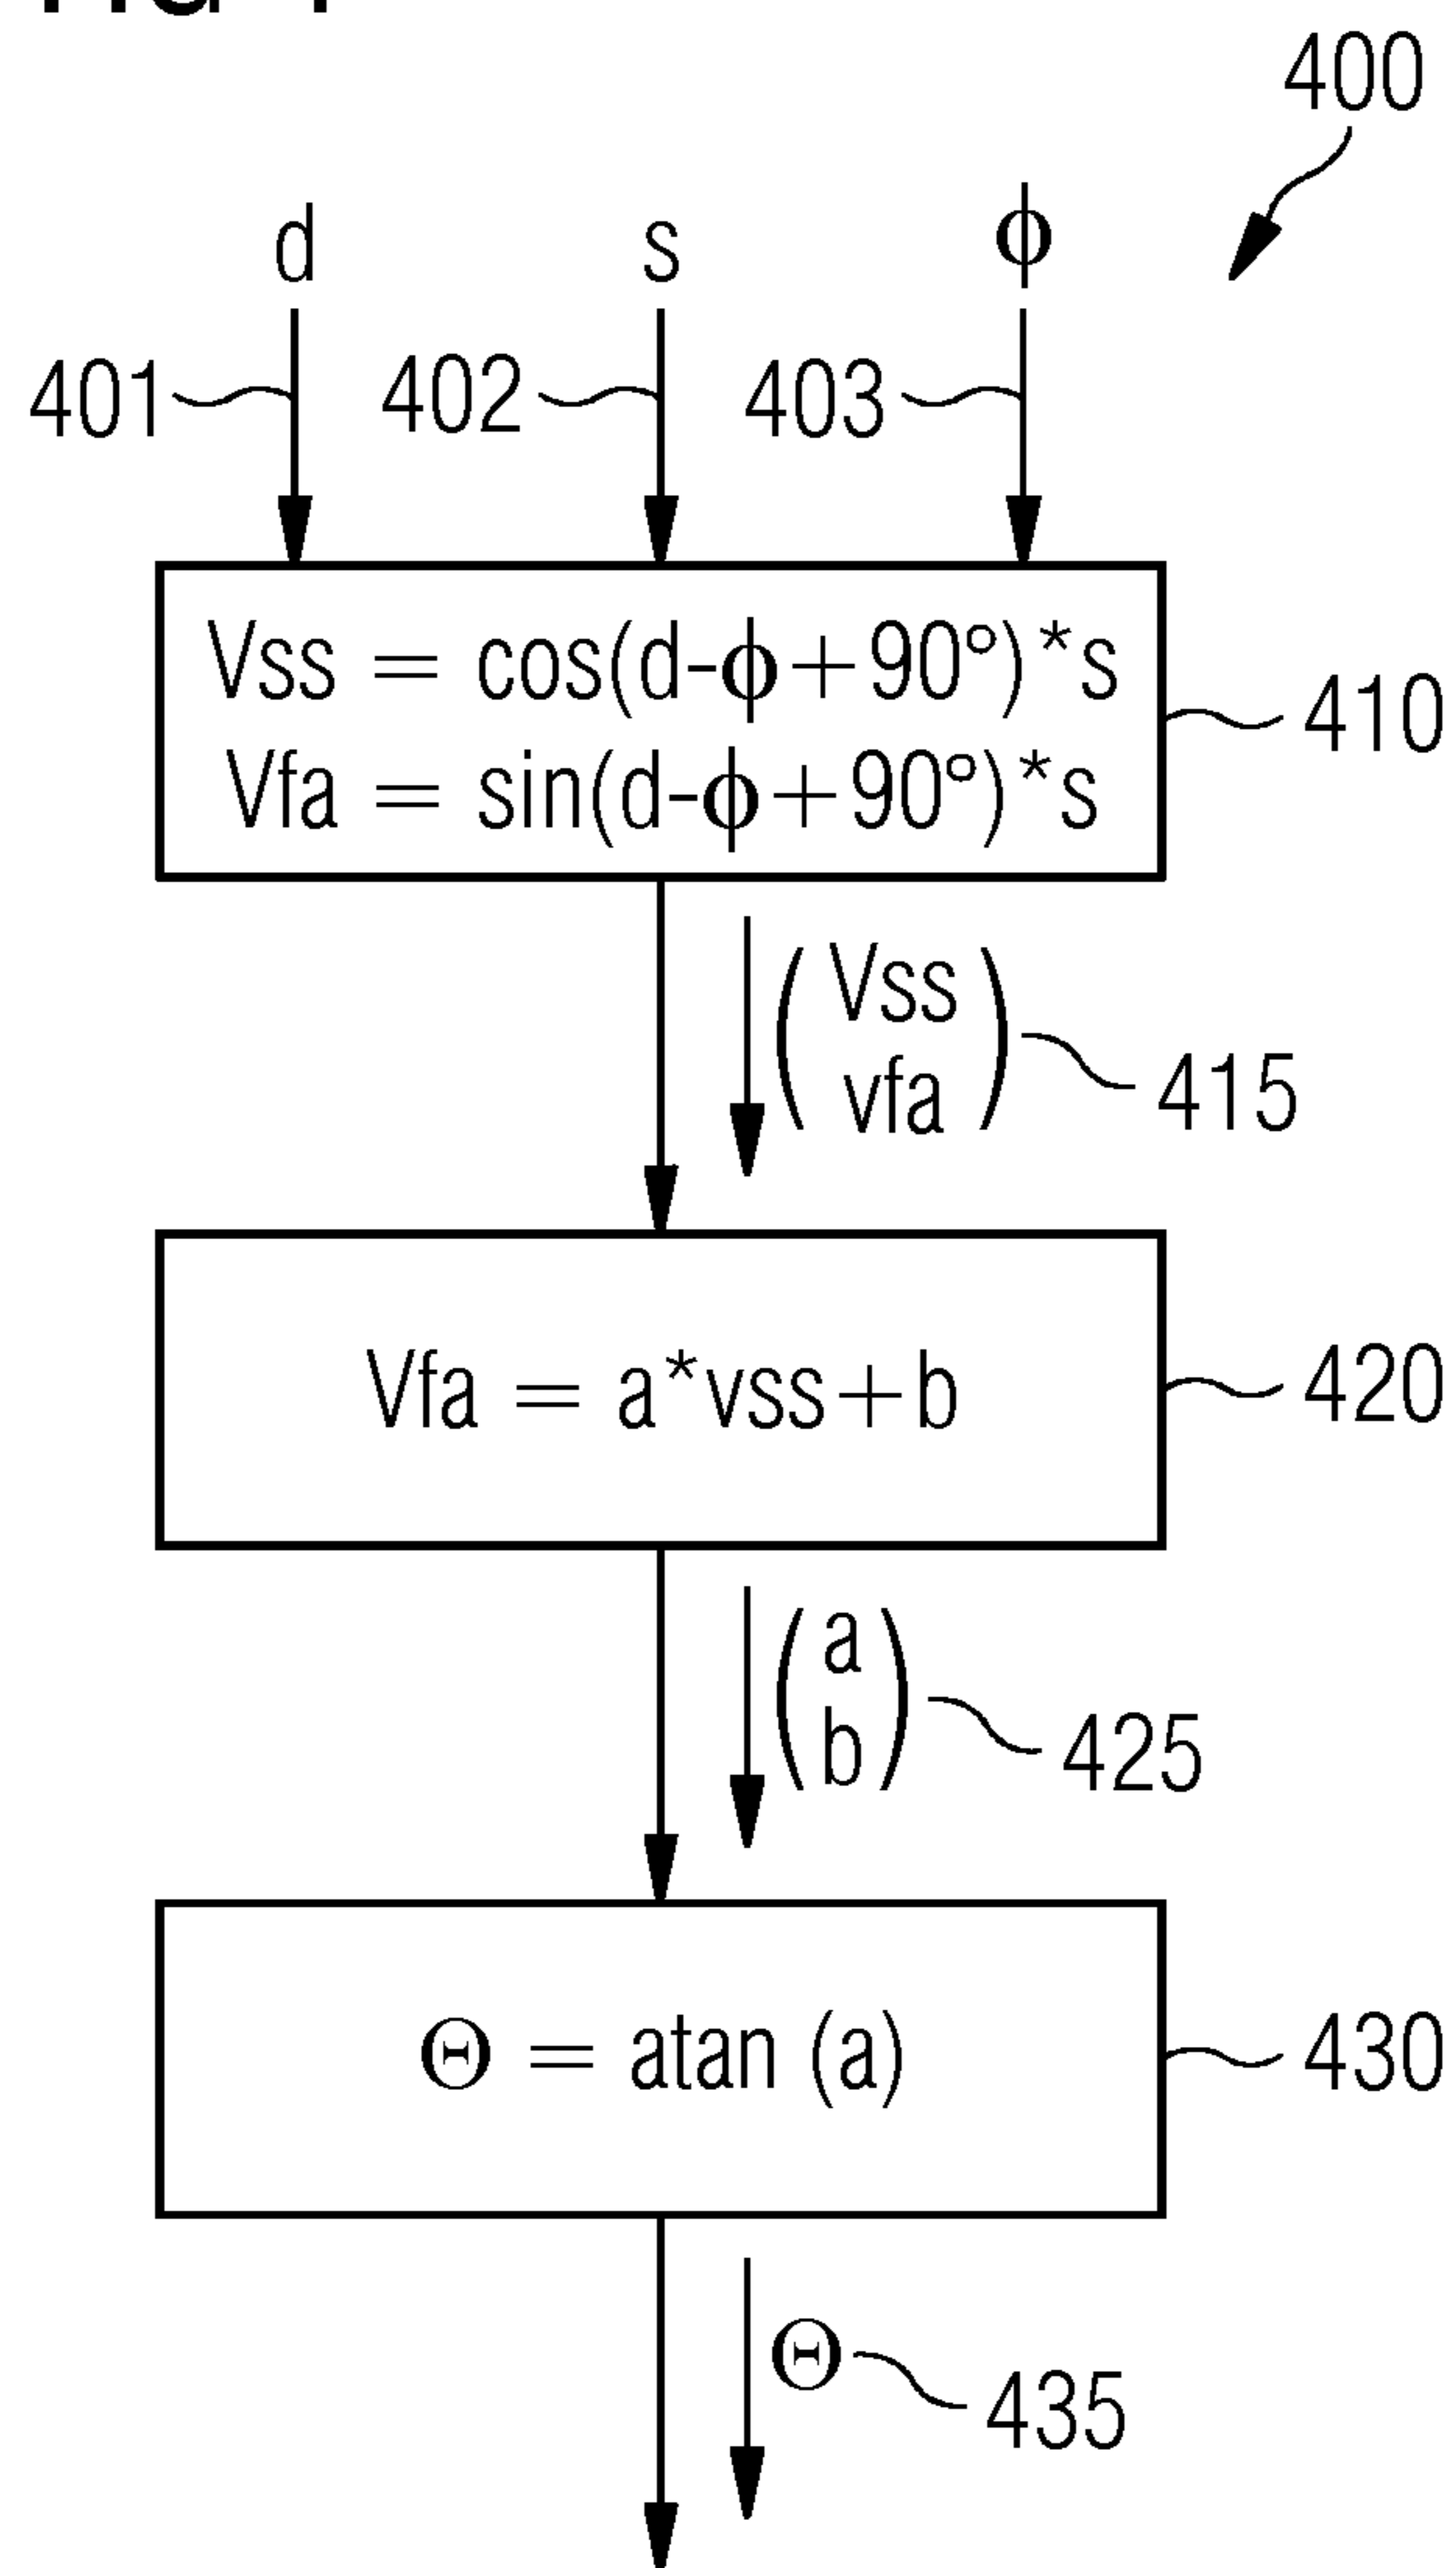 400
d s ϕ
401 402 403
Vss = cos(d-ϕ+90°)*s
Vfa = sin(d-ϕ+90°)*s
410
(Vss
vfa)
415
Vfa = a*vss+b
420
(a
b)
425
Θ = atan (a)
430
Θ
435